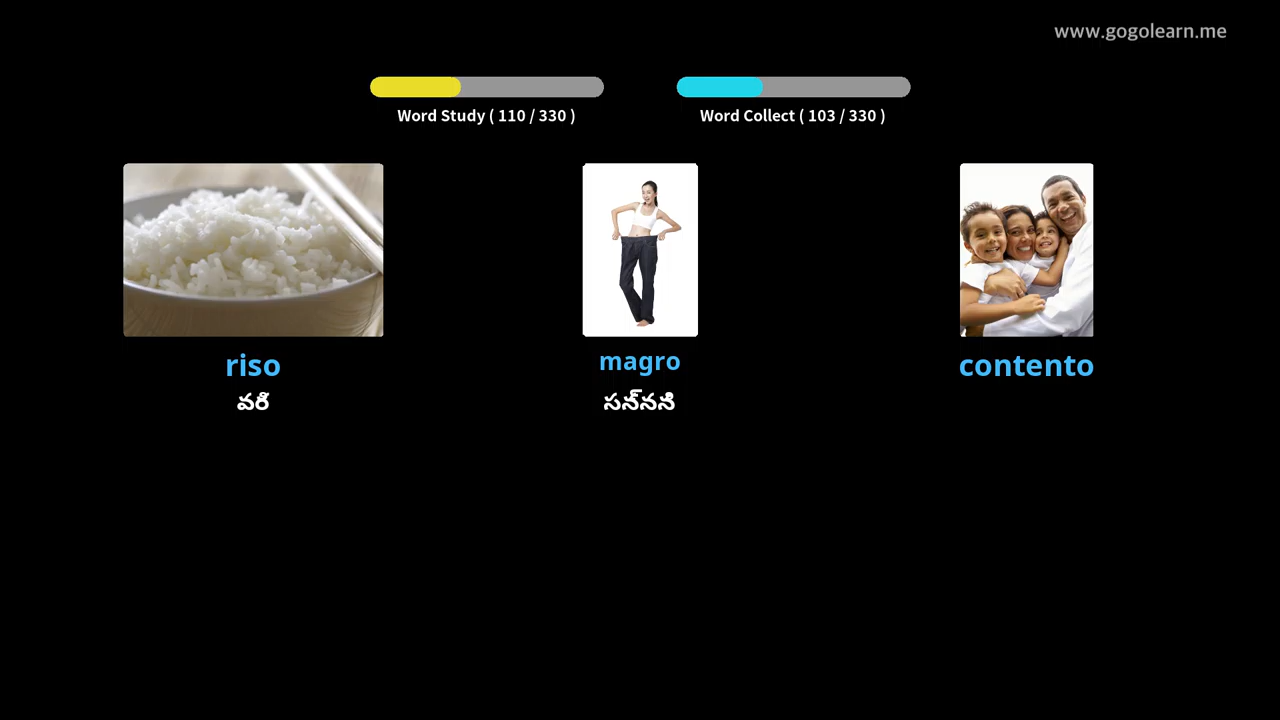 www.gogolearn.me
Word Study ( 110 / 330 )
Word Collect ( 103 / 330 )
riso
magro
contento
వరి
సన్నని